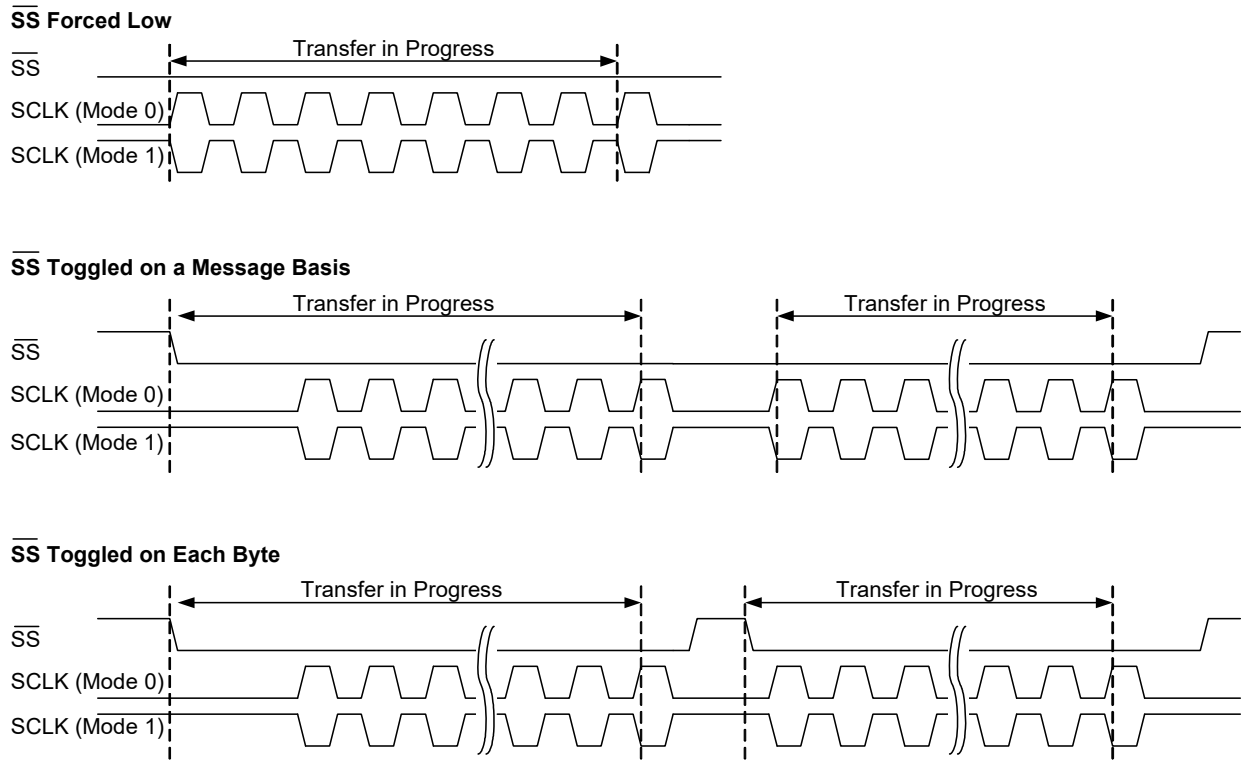 SS Forced Low
Transfer in Progress
SS
SCLK (Mode 0)
SCLK (Mode 1)
SS Toggled on a Message Basis
Transfer in Progress Transfer in Progress
SS
SCLK (Mode 0)
SCLK (Mode 1)
SS Toggled on Each Byte
Transfer in Progress Transfer in Progress
SS
SCLK (Mode 0)
SCLK (Mode 1)